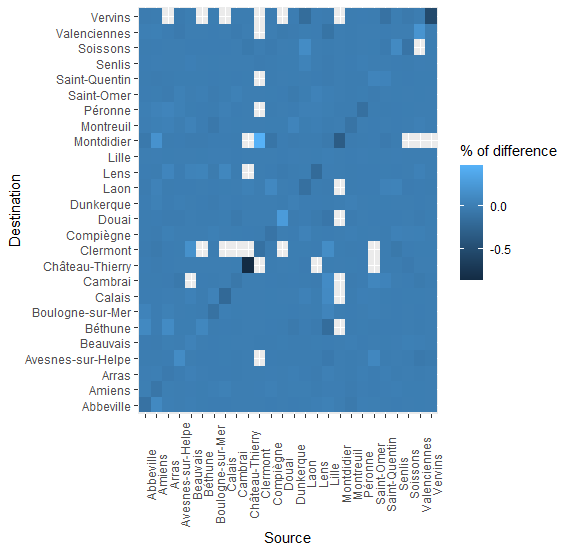 Vervins
Valenciennes
Soissons
Senlis
Saint-Quentin
Saint-Omer
Péronne
Montreuil
Montdidier
Lille
Lens
Laon
Dunkerque
Douai
Compiègne
Clermont
Château-Thierry
Cambrai
Calais
Boulogne-sur-Mer
Béthune
Beauvais
Avesnes-sur-Helpe
Arras
Amiens
Abbeville
Destination
Abbeville
Amiens
Arras
Avesnes-sur-Helpe
Beauvais
Béthune
Boulogne-sur-Mer
Calais
Cambrai
Château-Thierry
Clermont
Compiègne
Douai
Dunkerque
Laon
Lens
Lille
Montdidier
Montreuil
Péronne
Saint-Omer
Saint-Quentin
Senlis
Soissons
Valenciennes
Vervins
Source
% of difference
0.0
-0.5